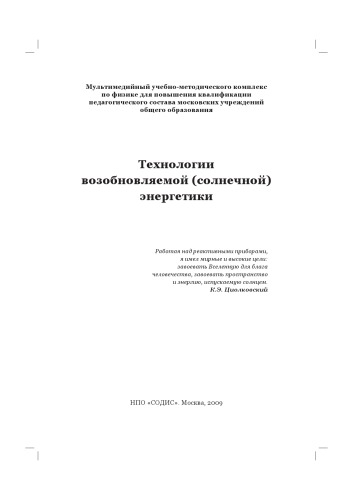 Мультимедийный учебно-методического комплекс
по физике для повышения квалификации
педагогического состава московских учреждений
общего образования
Технологии
возобновляемой (солнечной)
энергетики
Работая над реактивными приборами,
я имел мирные и высокие цели:
завоевать Вселенную для блага
человечества, завоевать пространство
и энергию, испускаемую солнцем.
К.Э. Циолковский
НПО «СОДИС». Москва, 2009